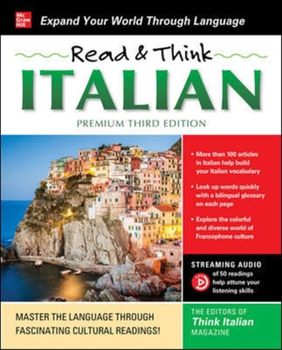 Mc
Graw
Hill
Expand Your World Through Language
Read & Think
ITALIAN
PREMIUM THIRD EDITION
• More than 100 articles
in Italian help build
your Italian vocabulary
• Look up words quickly
with a bilingual glossary
on each page
• Explore the colorful
and diverse world of
Francophone culture
STREAMING AUDIO
of 50 readings
help attune your
listening skills
MASTER THE LANGUAGE THROUGH
FASCINATING CULTURAL READINGS!
THE EDITORS OF
Think Italian
MAGAZINE